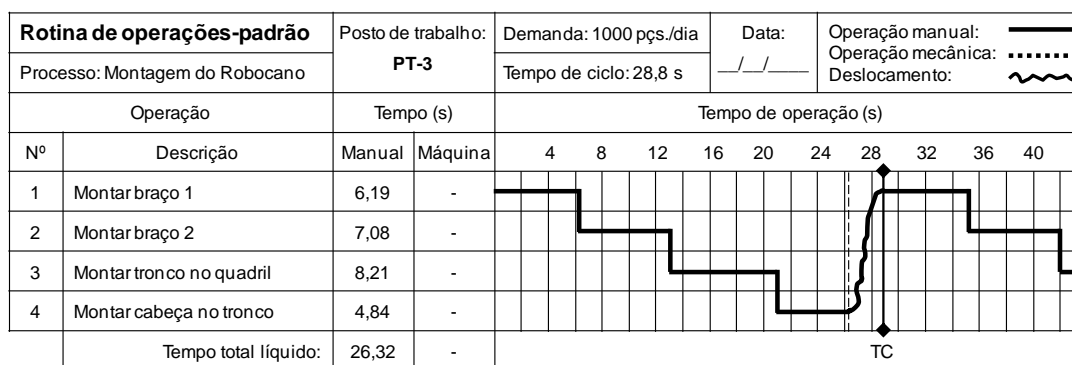 Rotina de operações-padrão Posto de trabalho: Demanda: 1000 pçs./dia Data: Operação manual:
Operação mecânica:
Processo: Montagem do Robocano PT-3 Tempo de ciclo: 28,8 s __/__/____ Deslocamento:
Operação Tempo (s) Tempo de operação (s)
Nº Descrição Manual Máquina 4 8 12 16 20 24 28 32 36 40
1 Montar braço 1 6,19 -
2 Montar braço 2 7,08 -
3 Montar tronco no quadril 8,21 -
4 Montar cabeça no tronco 4,84 -
Tempo total líquido: 26,32 - TC